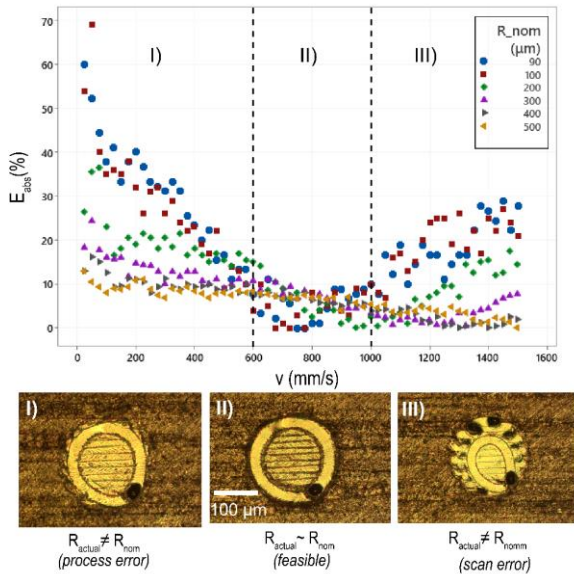 R_nom
(μm)
90
100
200
300
400
500
I)
II)
III)
70
60
50
40
30
20
10
0
E_abs(%)
0
200
400
600
800
1000
1200
1400
1600
v (mm/s)
I)
II)
III)
100 μm
R_actual ≠ R_nom
(process error)
R_actual ~ R_nom
(feasible)
R_actual ≠ R_nomm
(scan error)